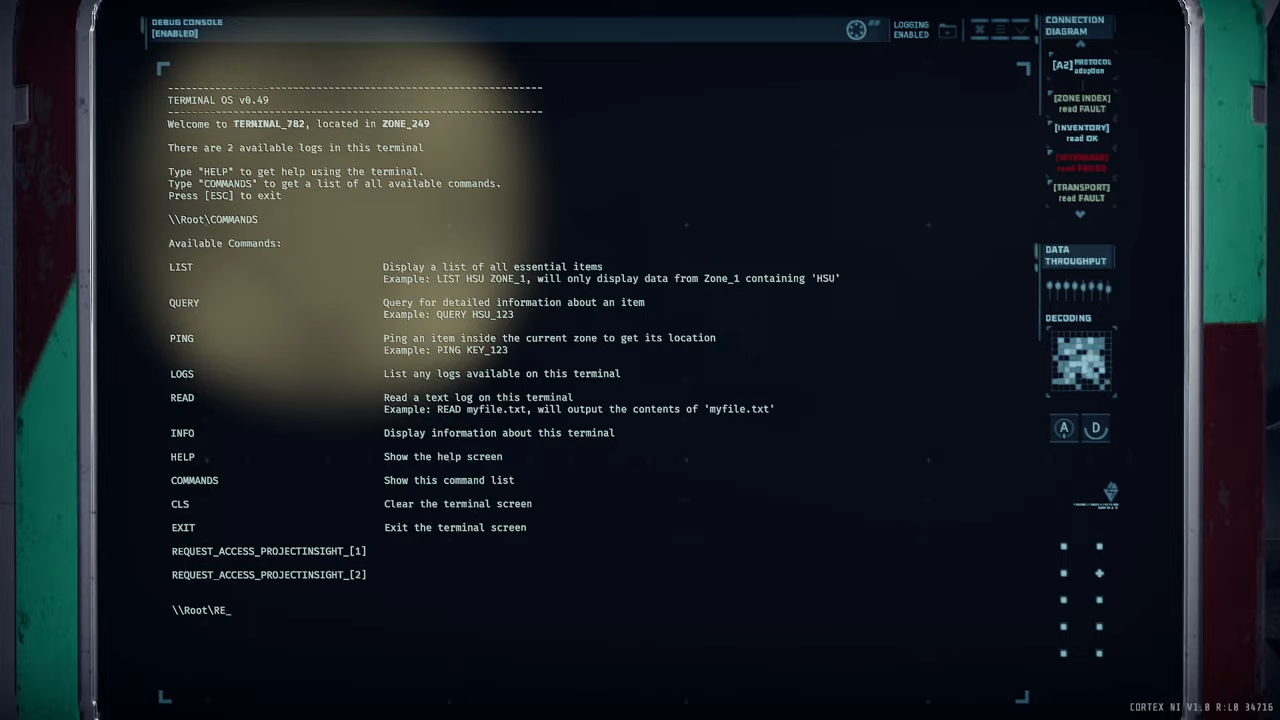 DEBUG CONSOLE
[ENABLED]
LOGGING
ENABLED
-----------------------------------------------------------------
TERMINAL OS v0.49
-----------------------------------------------------------------
Welcome to TERMINAL_782, located in ZONE_249
There are 2 available logs in this terminal
Type "HELP" to get help using the terminal.
Type "COMMANDS" to get a list of all available commands.
Press [ESC] to exit
\\Root\COMMANDS
Available Commands:
LIST Display a list of all essential items
Example: LIST HSU ZONE_1, will only display data from Zone_1 containing 'HSU'
QUERY Query for detailed information about an item
Example: QUERY HSU_123
PING Ping an item inside the current zone to get its location
Example: PING KEY_123
LOGS List any logs available on this terminal
READ Read a text log on this terminal
Example: READ myfile.txt, will output the contents of 'myfile.txt'
INFO Display information about this terminal
HELP Show the help screen
COMMANDS Show this command list
CLS Clear the terminal screen
EXIT Exit the terminal screen
REQUEST_ACCESS_PROJECTINSIGHT_[1]
REQUEST_ACCESS_PROJECTINSIGHT_[2]
\\Root\RE_
CONNECTION
DIAGRAM
[A2] PROTOCOL
adoption
[ZONE INDEX]
read FAULT
[INVENTORY]
read OK
read FAILED
[TRANSPORT]
read FAULT
DATA
THROUGHPUT
DECODING
A D
CORTEX NI V1.0 R:L0 34716